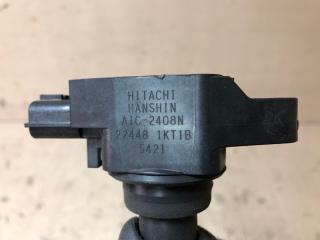 HITACHI
HANSHIN
AIC-2408N
22448 1KT1B
5421